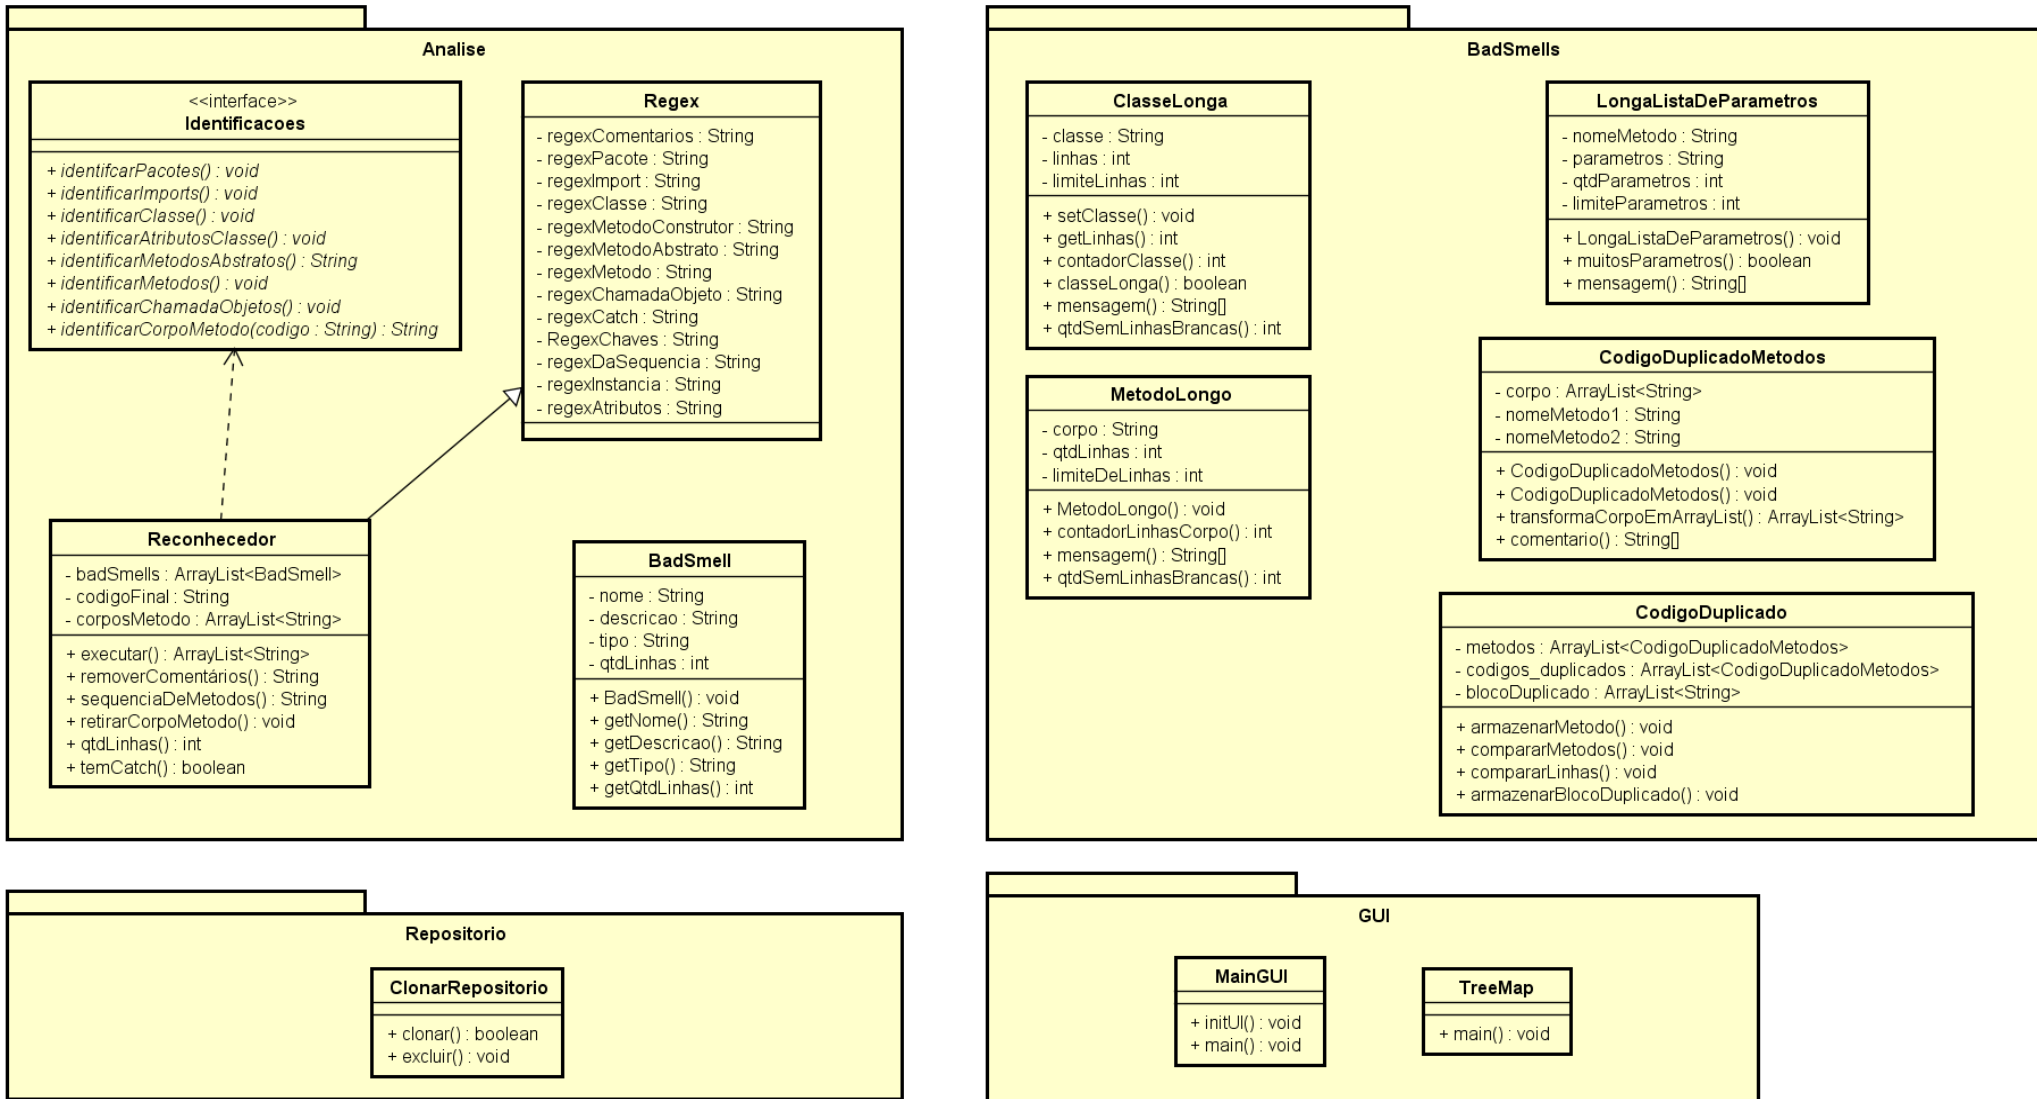 Analise
<<interface>>
Identificacoes
+ identifcarPacotes() : void
+ identificarImports() : void
+ identificarClasse() : void
+ identificarAtributosClasse() : void
+ identificarMetodosAbstratos() : String
+ identificarMetodos() : void
+ identificarChamadaObjetos() : void
+ identificarCorpoMetodo(codigo : String) : String
Regex
- regexComentarios : String
- regexPacote : String
- regexImport : String
- regexClasse : String
- regexMetodoConstrutor : String
- regexMetodoAbstrato : String
- regexMetodo : String
- regexChamadaObjeto : String
- regexCatch : String
- RegexChaves : String
- regexDaSequencia : String
- regexInstancia : String
- regexAtributos : String
Reconhecedor
- badSmells : ArrayList<BadSmell>
- codigoFinal : String
- corposMetodo : ArrayList<String>
+ executar() : ArrayList<String>
+ removerComentários() : String
+ sequenciaDeMetodos() : String
+ retirarCorpoMetodo() : void
+ qtdLinhas() : int
+ temCatch() : boolean
BadSmell
- nome : String
- descricao : String
- tipo : String
- qtdLinhas : int
+ BadSmell() : void
+ getNome() : String
+ getDescricao() : String
+ getTipo() : String
+ getQtdLinhas() : int
BadSmells
ClasseLonga
- classe : String
- linhas : int
- limiteLinhas : int
+ setClasse() : void
+ getLinhas() : int
+ contadorClasse() : int
+ classeLonga() : boolean
+ mensagem() : String[]
+ qtdSemLinhasBrancas() : int
MetodoLongo
- corpo : String
- qtdLinhas : int
- limiteDeLinhas : int
+ MetodoLongo() : void
+ contadorLinhasCorpo() : int
+ mensagem() : String[]
+ qtdSemLinhasBrancas() : int
LongaListaDeParametros
- nomeMetodo : String
- parametros : String
- qtdParametros : int
- limiteParametros : int
+ LongaListaDeParametros() : void
+ muitosParametros() : boolean
+ mensagem() : String[]
CodigoDuplicadoMetodos
- corpo : ArrayList<String>
- nomeMetodo1 : String
- nomeMetodo2 : String
+ CodigoDuplicadoMetodos() : void
+ CodigoDuplicadoMetodos() : void
+ transformaCorpoEmArrayList() : ArrayList<String>
+ comentario() : String[]
CodigoDuplicado
- metodos : ArrayList<CodigoDuplicadoMetodos>
- codigos_duplicados : ArrayList<CodigoDuplicadoMetodos>
- blocoDuplicado : ArrayList<String>
+ armazenarMetodo() : void
+ compararMetodos() : void
+ compararLinhas() : void
+ armazenarBlocoDuplicado() : void
Repositorio
ClonarRepositorio
+ clonar() : boolean
+ excluir() : void
GUI
MainGUI
+ initUI() : void
+ main() : void
TreeMap
+ main() : void